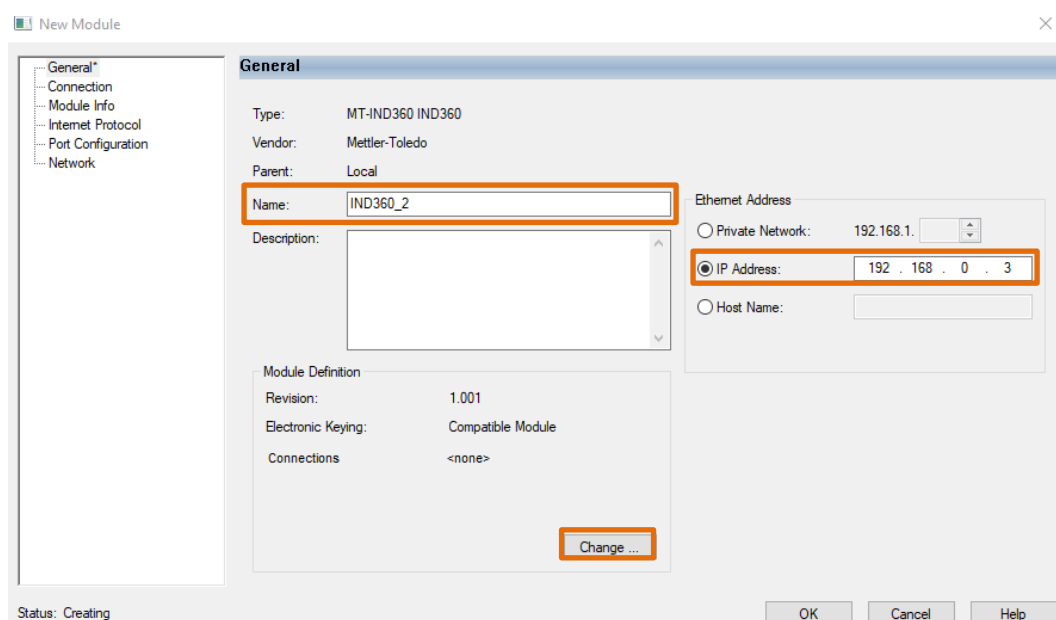 New Module
General*
Connection
Module Info
Internet Protocol
Port Configuration
Network
General
Type: MT-IND360 IND360
Vendor: Mettler-Toledo
Parent: Local
Name: IND360_2
Description:
Ethernet Address
Private Network: 192.168.1.
IP Address: 192 . 168 . 0 . 3
Host Name:
Module Definition
Revision: 1.001
Electronic Keying: Compatible Module
Connections <none>
Change ...
Status: Creating
OK Cancel Help